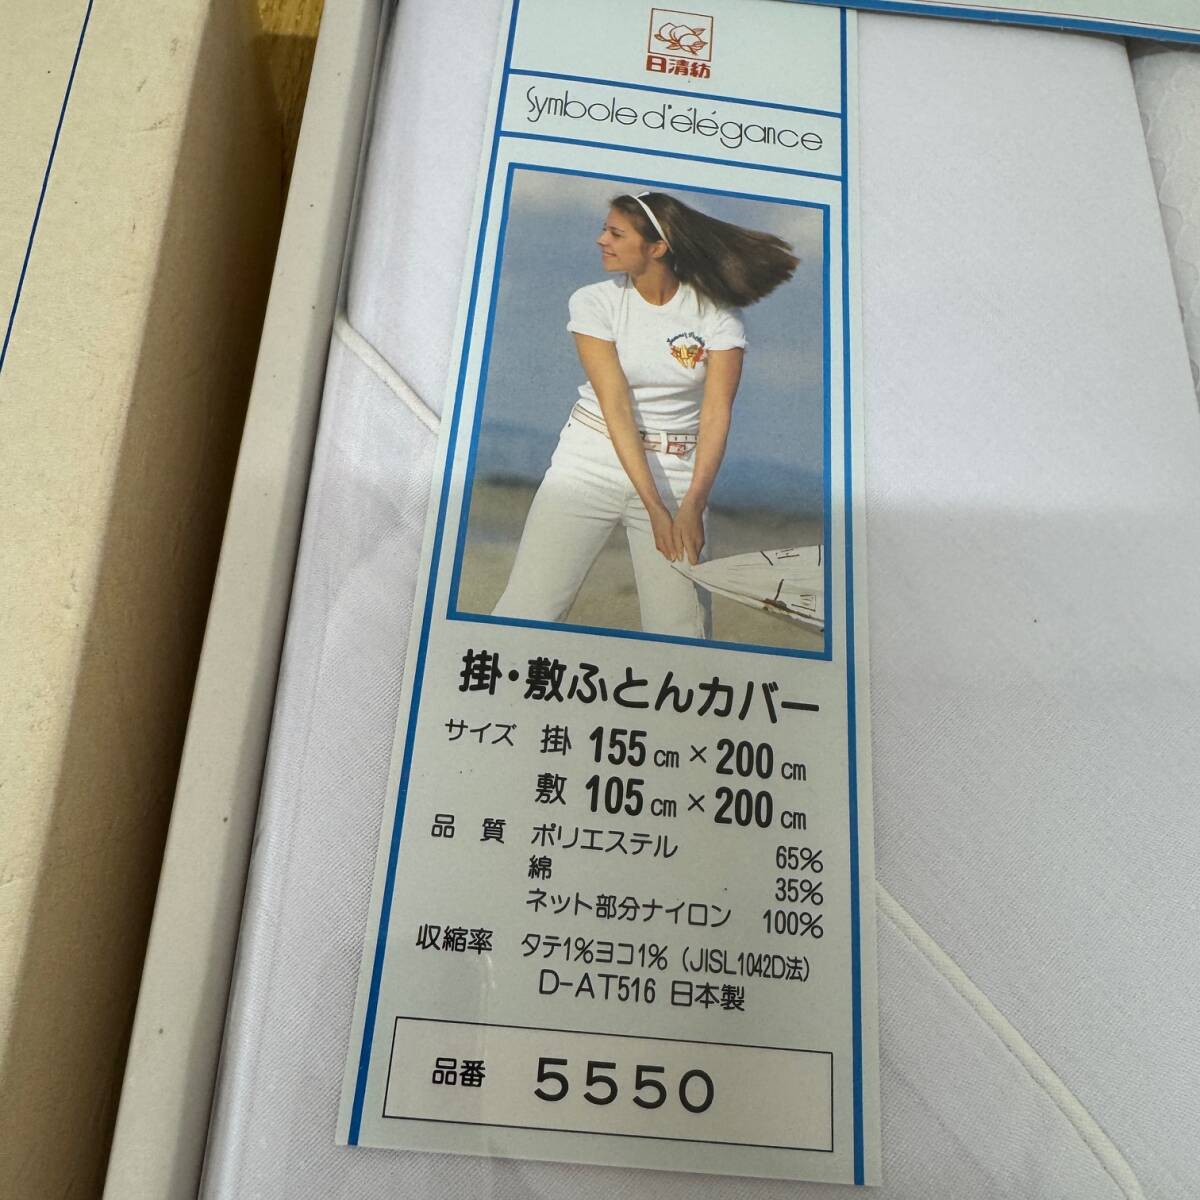 日清紡
Symbole d'élégance
掛・敷ふとんカバー
サイズ 掛 155cm×200cm
敷 105cm×200cm
品質 ポリエステル 65%
綿 35%
ネット部分ナイロン 100%
収縮率 タテ1%ヨコ1%(JISL1042D法)
D-AT516 日本製
品番 5550